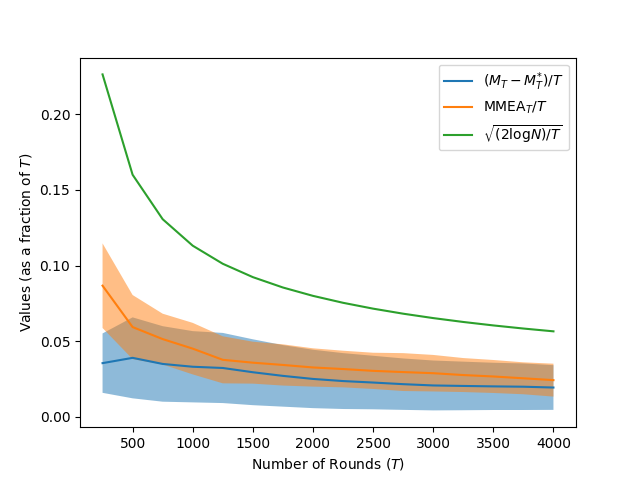 (M_T − M_T^*)/T
MMEA_T/T
√(2logN)/T
0.20
0.15
0.10
0.05
0.00
Values (as a fraction of T)
500 1000 1500 2000 2500 3000 3500 4000
Number of Rounds (T)